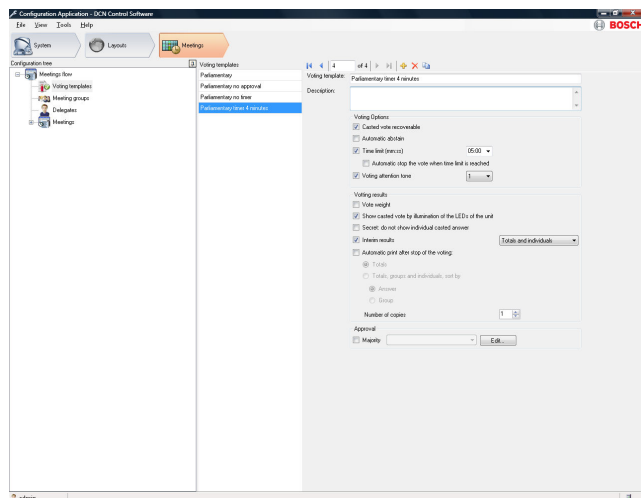 Configuration Application - DCN Control Software
File View Tools Help
BOSCH
System
Layouts
Meetings
Configuration tree
Meetings flow
Voting templates
Meeting groups
Delegates
Meetings
Voting templates
Parliamentary
Parliamentary no approval
Parliamentary no timer
Parliamentary timer 4 minutes
4 of 4
Voting template: Parliamentary timer 4 minutes
Description:
Voting Options
Casted vote recoverable
Automatic abstain
Time limit (mm:ss) 05:00
Automatic stop the vote when time limit is reached
Voting attention tone 1
Votting results
Vote weight
Show casted vote by illumination of the LEDs of the unit
Secret: do not show individual casted answer
Interim results Totals and individuals
Automatic print after stop of the voting:
Totals
Totals, groups and individuals, sort by:
Answer
Group
Number of copies 1
Approval
Majority Edit...
admin